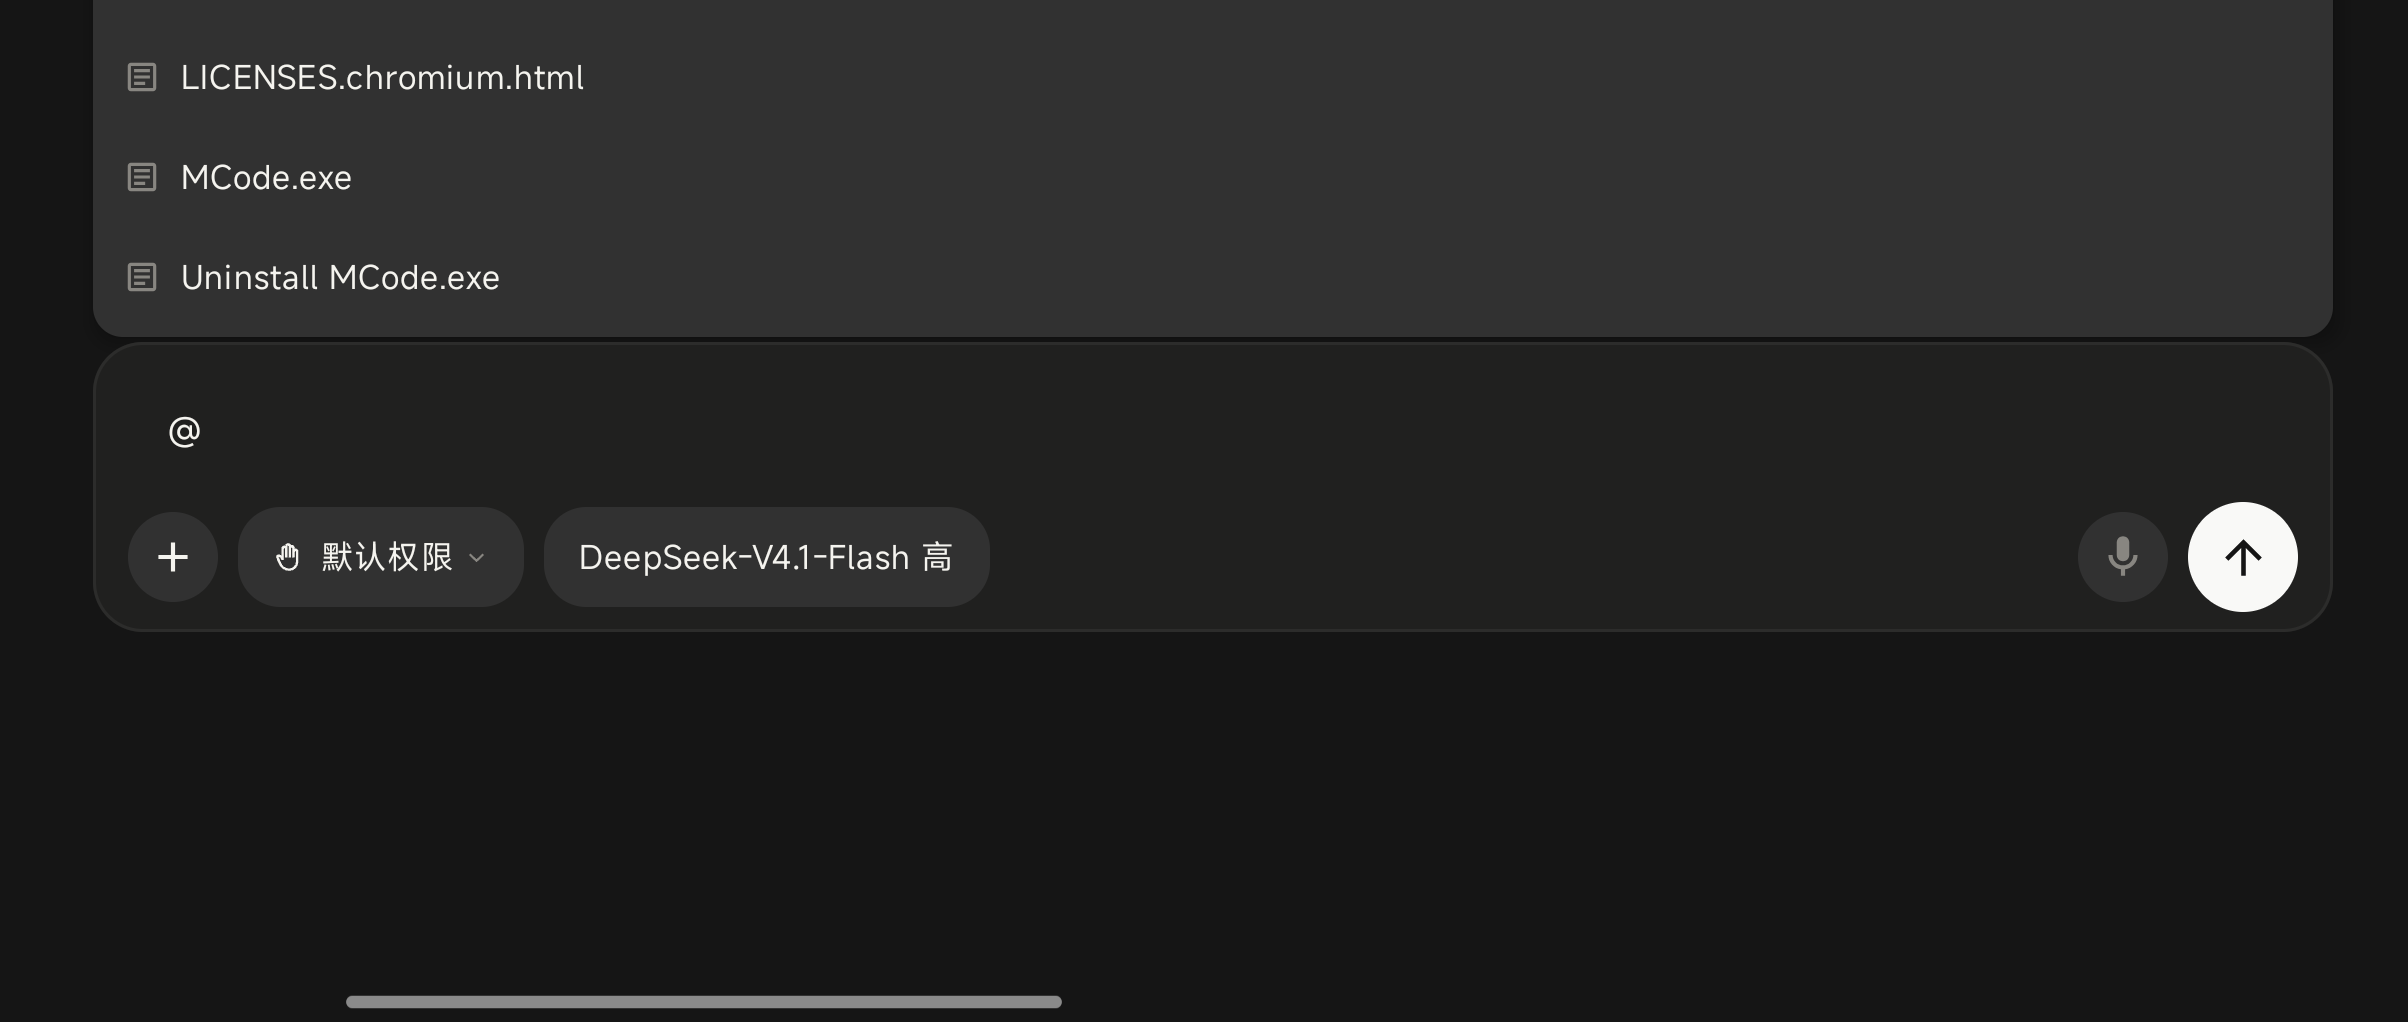 LICENSES.chromium.html
MCode.exe
Uninstall MCode.exe
@
默认权限
DeepSeek-V4.1-Flash 高